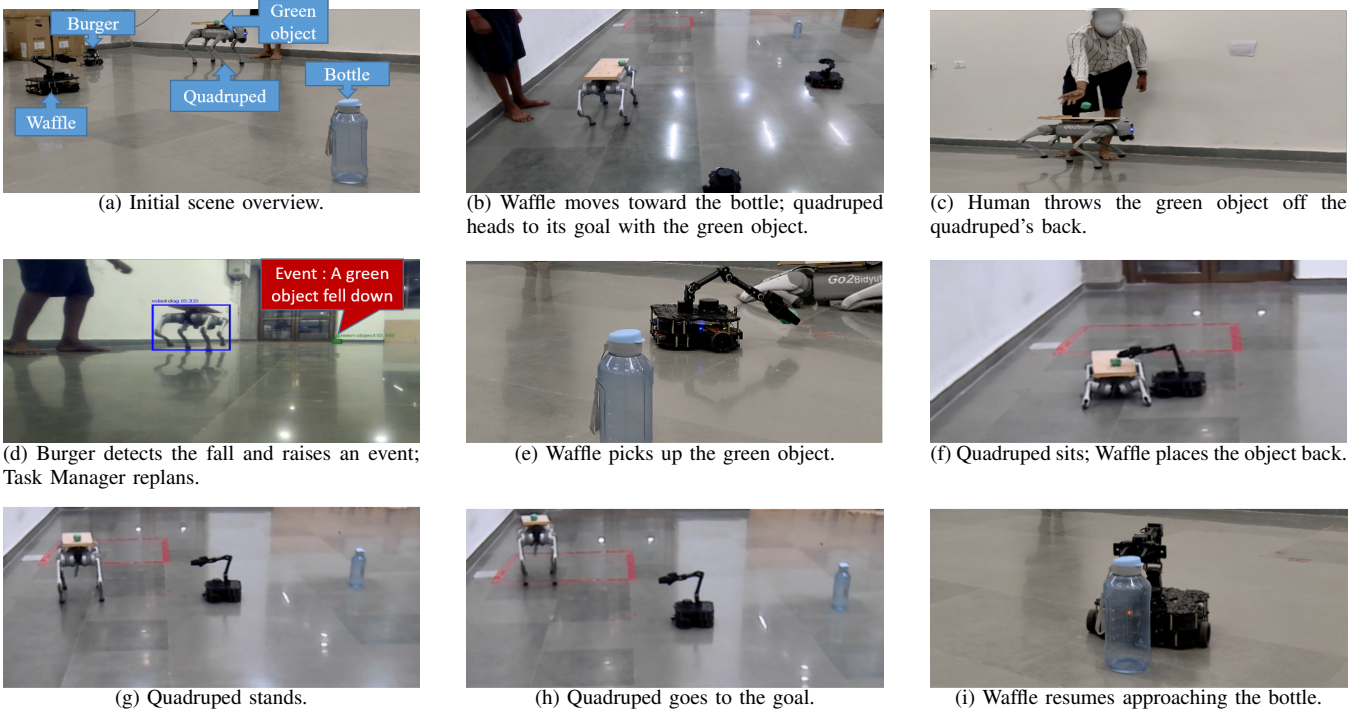 Burger
Green
object
Bottle
Quadruped
Waffle
(a) Initial scene overview.
(b) Waffle moves toward the bottle; quadruped
heads to its goal with the green object.
Go2
(c) Human throws the green object off the
quadruped's back.
Event : A green
object fell down
(d) Burger detects the fall and raises an event;
Task Manager replans.
Go2Bidyut
(e) Waffle picks up the green object.
(f) Quadruped sits; Waffle places the object back.
(g) Quadruped stands.
(h) Quadruped goes to the goal.
(i) Waffle resumes approaching the bottle.